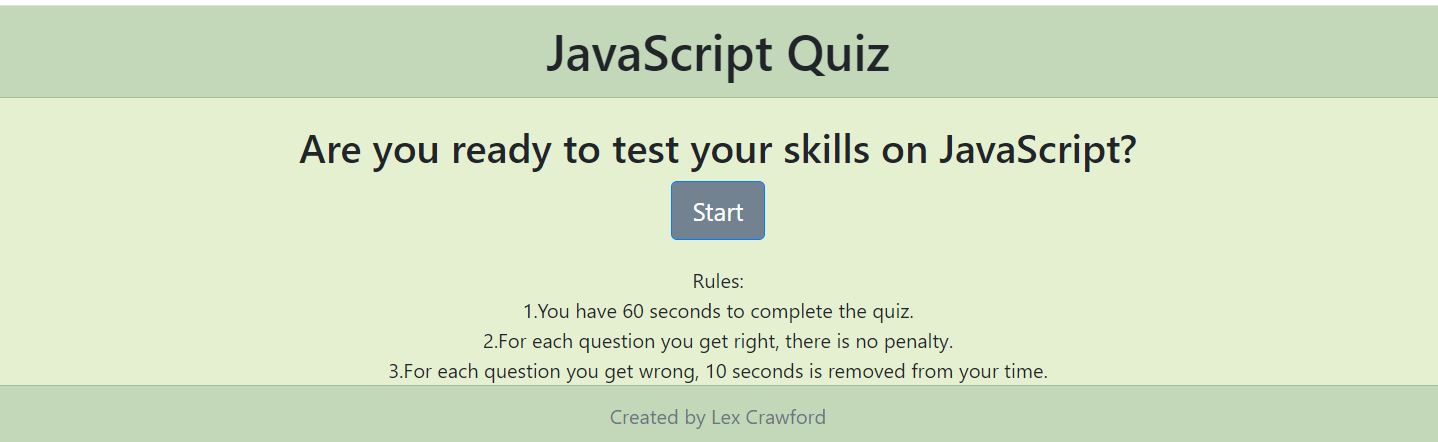 JavaScript Quiz
Are you ready to test your skills on JavaScript?
Start
Rules:
1.You have 60 seconds to complete the quiz.
2.For each question you get right, there is no penalty.
3.For each question you get wrong, 10 seconds is removed from your time.
Created by Lex Crawford